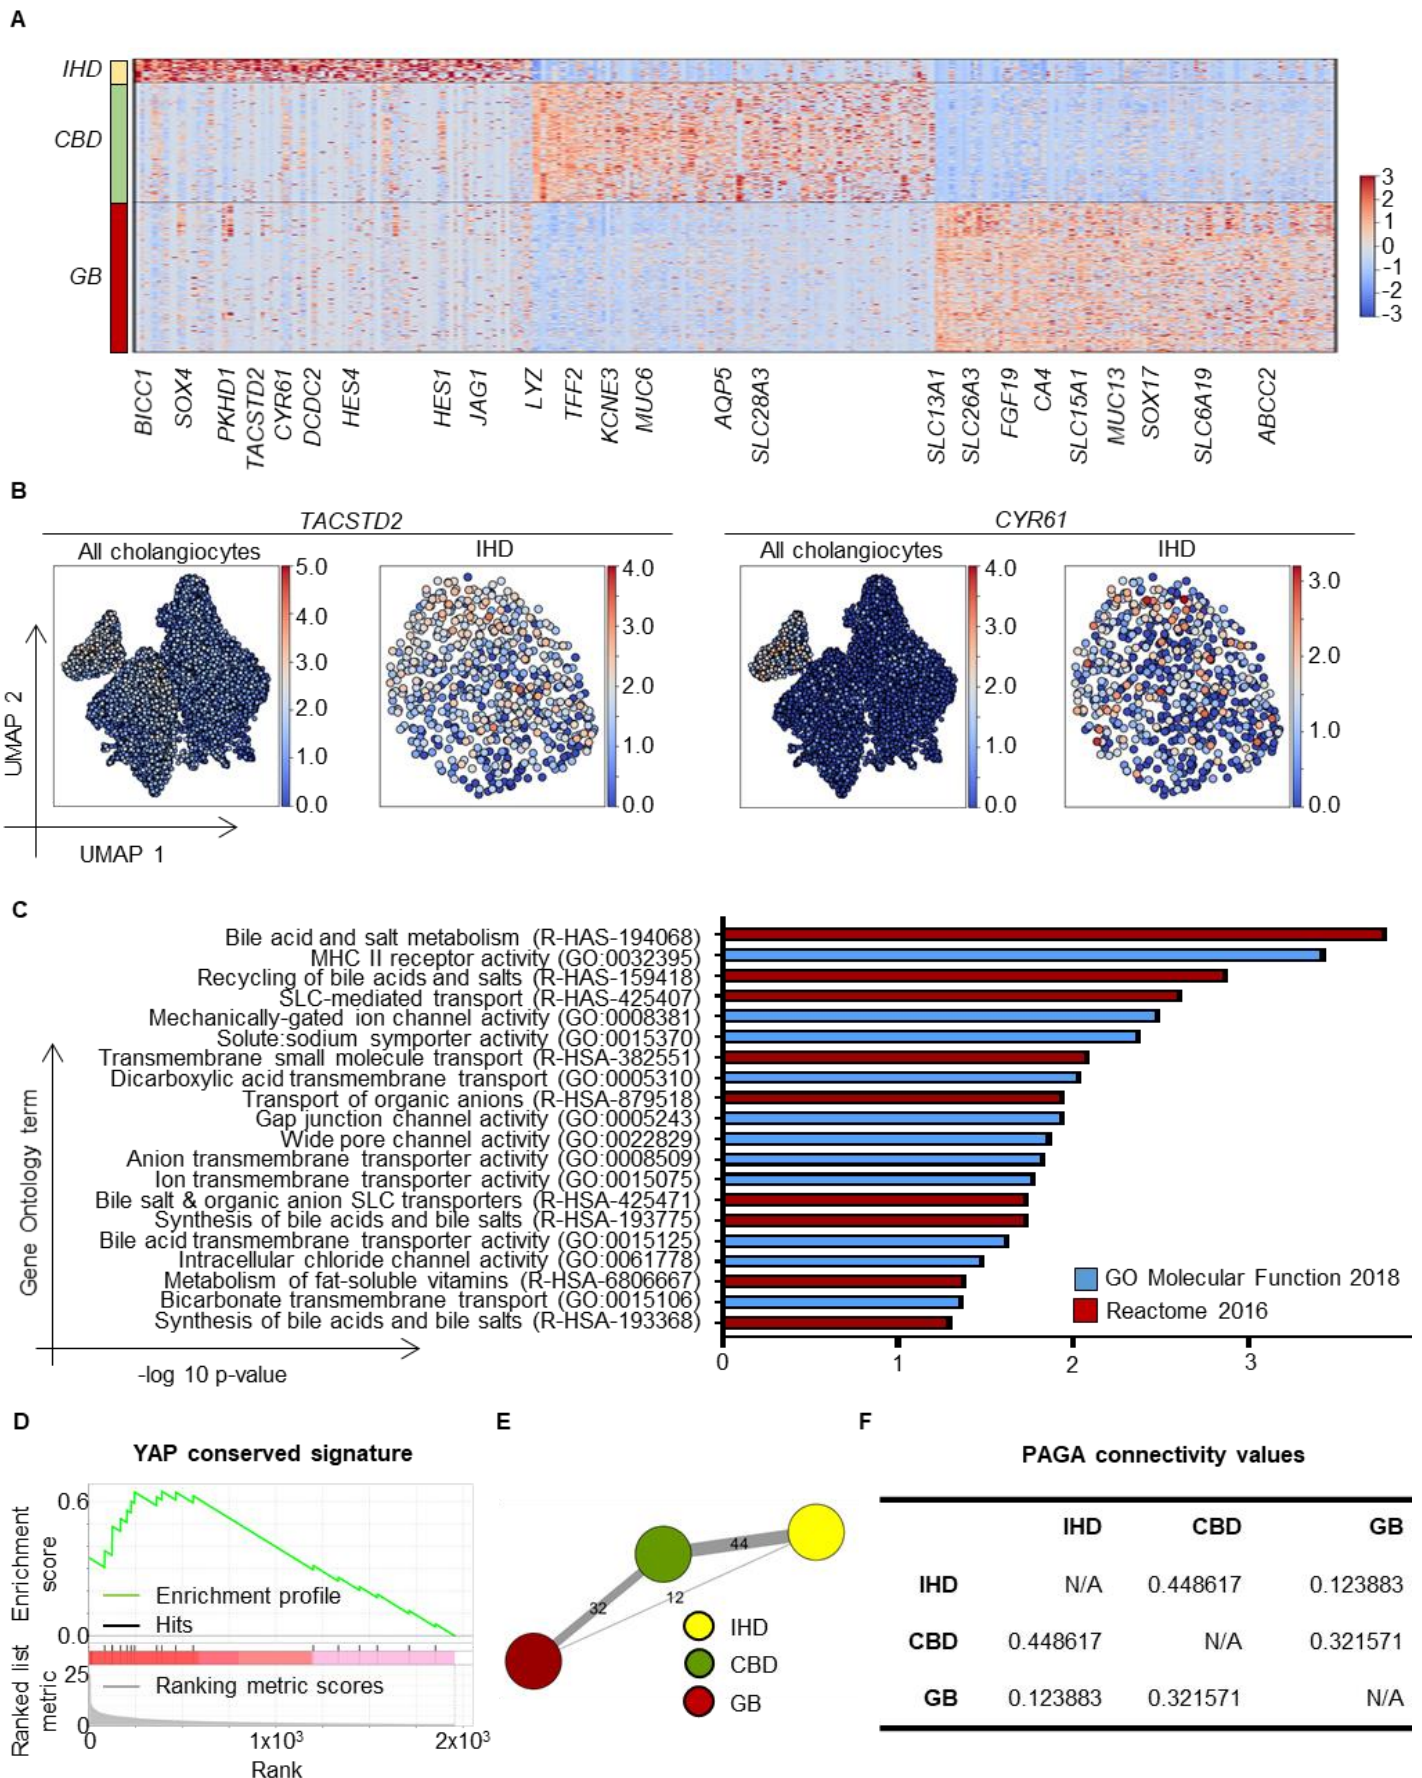 A
IHD
CBD
GB
3
2
1
0
-1
-2
-3
BICC1
SOX4
PKHD1
TACSTD2
CYR61
DCDC2
HES4
HES1
JAG1
LYZ
TFF2
KCNE3
MUC6
AQP5
SLC28A3
SLC13A1
SLC26A3
FGF19
CA4
SLC15A1
MUC13
SOX17
SLC6A19
ABCC2
B
TACSTD2
CYR61
All cholangiocytes
IHD
All cholangiocytes
IHD
5.0
4.0
3.0
2.0
1.0
0.0
4.0
3.0
2.0
1.0
0.0
4.0
3.0
2.0
1.0
0.0
3.0
2.0
1.0
0.0
UMAP 2
UMAP 1
C
Gene Ontology term
Bile acid and salt metabolism (R-HAS-194068)
MHC II receptor activity (GO:0032395)
Recycling of bile acids and salts (R-HAS-159418)
SLC-mediated transport (R-HAS-425407)
Mechanically-gated ion channel activity (GO:0008381)
Solute:sodium symporter activity (GO:0015370)
Transmembrane small molecule transport (R-HSA-382551)
Dicarboxylic acid transmembrane transport (GO:0005310)
Transport of organic anions (R-HSA-879518)
Gap junction channel activity (GO:0005243)
Wide pore channel activity (GO:0022829)
Anion transmembrane transporter activity (GO:0008509)
Ion transmembrane transporter activity (GO:0015075)
Bile salt & organic anion SLC transporters (R-HSA-425471)
Synthesis of bile acids and bile salts (R-HSA-193775)
Bile acid transmembrane transporter activity (GO:0015125)
Intracellular chloride channel activity (GO:0061778)
Metabolism of fat-soluble vitamins (R-HSA-6806667)
Bicarbonate transmembrane transport (GO:0015106)
Synthesis of bile acids and bile salts (R-HSA-193368)
GO Molecular Function 2018
Reactome 2016
0 1 2 3
-log 10 p-value
D
YAP conserved signature
Enrichment score
0.6
0.0
Enrichment profile
Hits
Ranked list metric
25
0
Ranking metric scores
0 1x10³ 2x10³
Rank
E
44
32
12
IHD
CBD
GB
F
PAGA connectivity values
IHD CBD GB
IHD N/A 0.448617 0.123883
CBD 0.448617 N/A 0.321571
GB 0.123883 0.321571 N/A